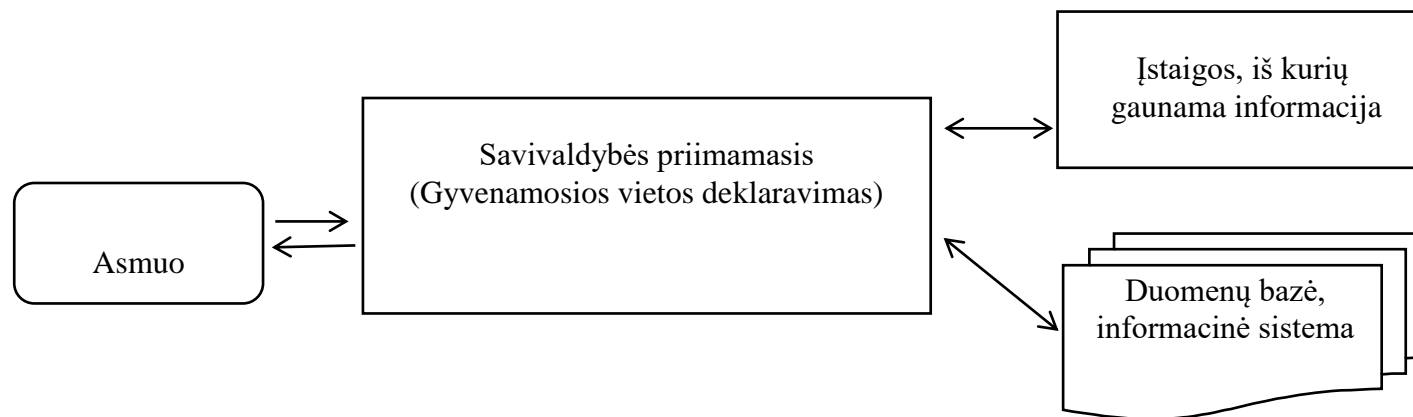 Įstaigos, iš kurių
gaunama informacija
Savivaldybės priimamasis
(Gyvenamosios vietos deklaravimas)
Asmuo
Duomenų bazė,
informacinė sistema